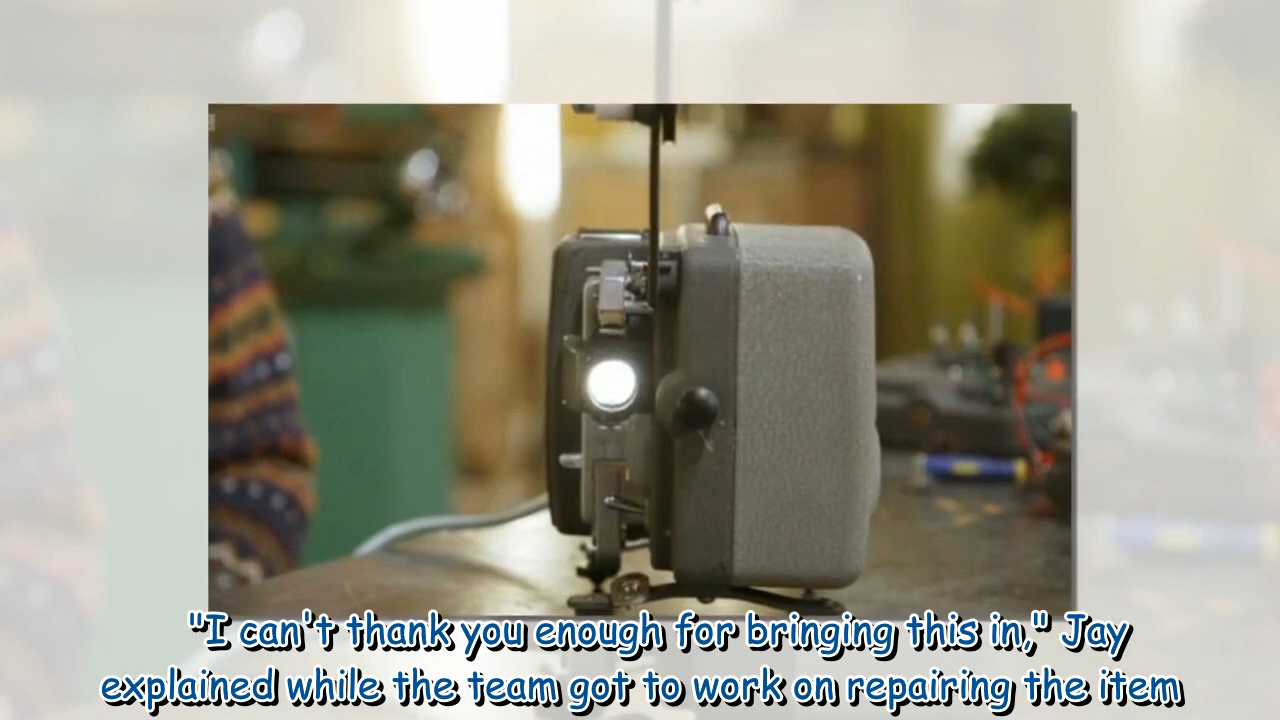 "I can't thank you enough for bringing this in," Jay
explained while the team got to work on repairing the item